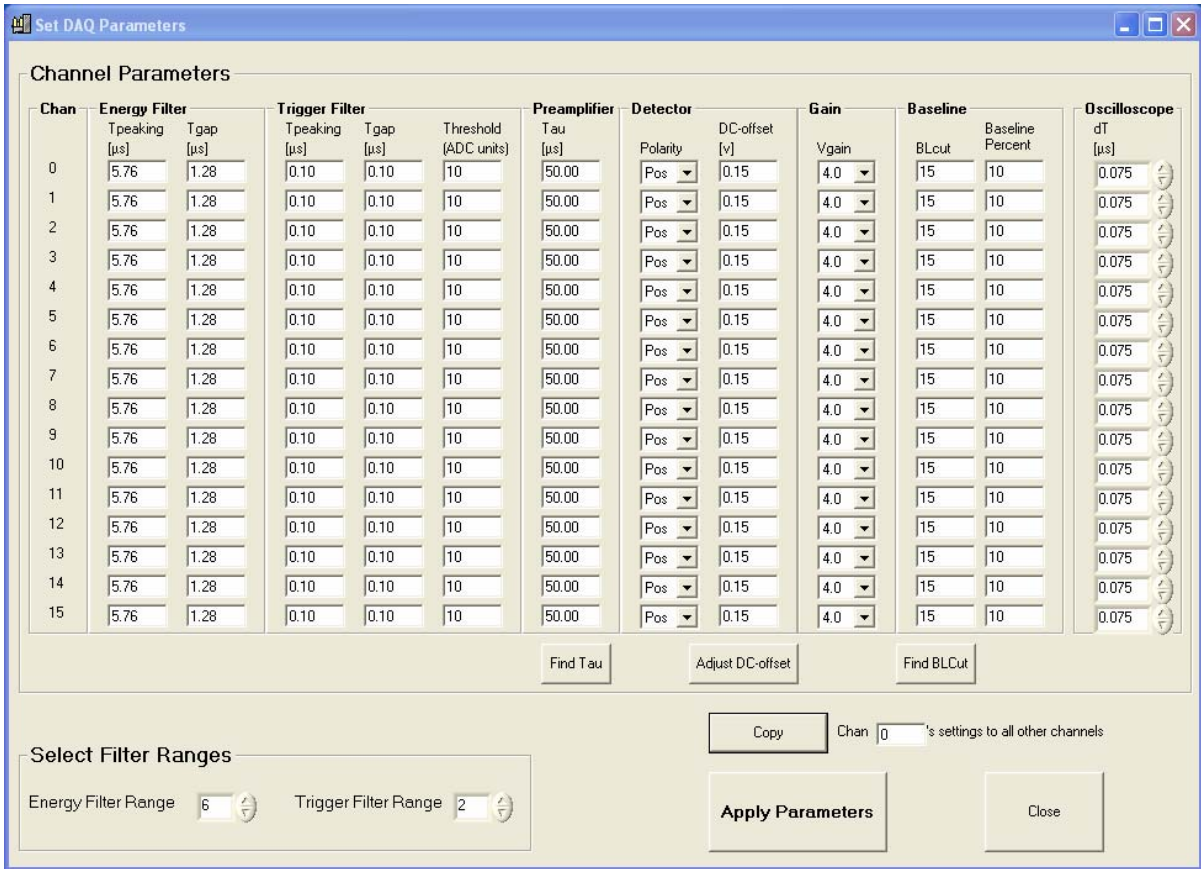 Set DAQ Parameters
Channel Parameters
Chan Energy Filter Trigger Filter Preamplifier Detector Gain Baseline Oscilloscope
Tpeaking Tgap Tpeaking Tgap Threshold Tau DC-offset Baseline dT
[µs] [µs] [µs] [µs] (ADC units) [µs] Polarity [v] Vgain BLcut Percent [µs]
0 5.76 1.28 0.10 0.10 10 50.00 Pos 0.15 4.0 15 10 0.075
1 5.76 1.28 0.10 0.10 10 50.00 Pos 0.15 4.0 15 10 0.075
2 5.76 1.28 0.10 0.10 10 50.00 Pos 0.15 4.0 15 10 0.075
3 5.76 1.28 0.10 0.10 10 50.00 Pos 0.15 4.0 15 10 0.075
4 5.76 1.28 0.10 0.10 10 50.00 Pos 0.15 4.0 15 10 0.075
5 5.76 1.28 0.10 0.10 10 50.00 Pos 0.15 4.0 15 10 0.075
6 5.76 1.28 0.10 0.10 10 50.00 Pos 0.15 4.0 15 10 0.075
7 5.76 1.28 0.10 0.10 10 50.00 Pos 0.15 4.0 15 10 0.075
8 5.76 1.28 0.10 0.10 10 50.00 Pos 0.15 4.0 15 10 0.075
9 5.76 1.28 0.10 0.10 10 50.00 Pos 0.15 4.0 15 10 0.075
10 5.76 1.28 0.10 0.10 10 50.00 Pos 0.15 4.0 15 10 0.075
11 5.76 1.28 0.10 0.10 10 50.00 Pos 0.15 4.0 15 10 0.075
12 5.76 1.28 0.10 0.10 10 50.00 Pos 0.15 4.0 15 10 0.075
13 5.76 1.28 0.10 0.10 10 50.00 Pos 0.15 4.0 15 10 0.075
14 5.76 1.28 0.10 0.10 10 50.00 Pos 0.15 4.0 15 10 0.075
15 5.76 1.28 0.10 0.10 10 50.00 Pos 0.15 4.0 15 10 0.075
Find Tau Adjust DC-offset Find BLCut
Copy Chan 0 's settings to all other channels
Select Filter Ranges
Energy Filter Range 6 Trigger Filter Range 2
Apply Parameters Close